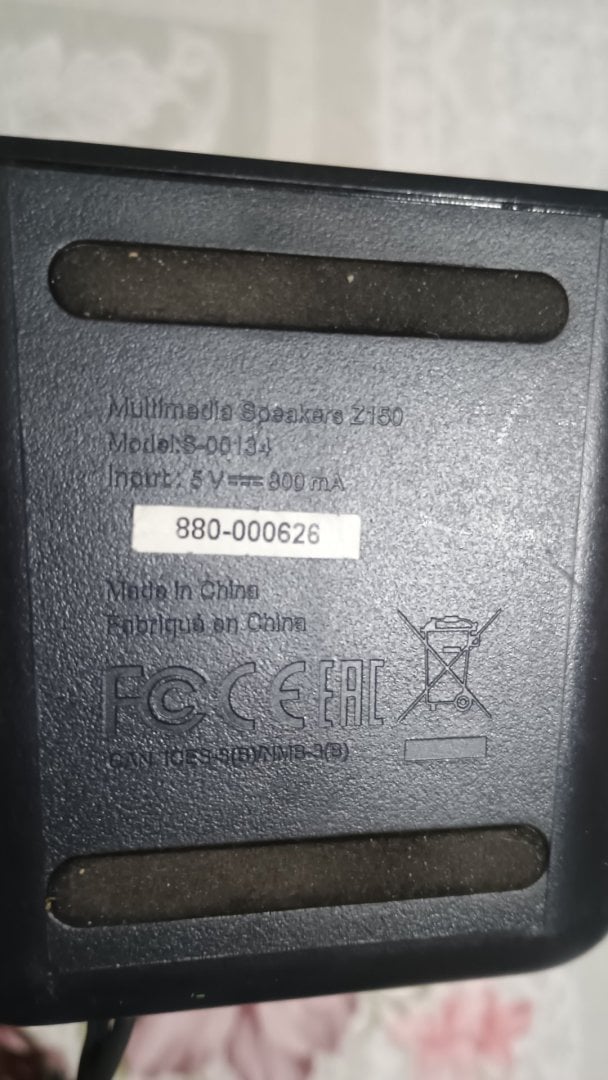 Multimedia Speakers Z150
Model:S-00134
Input: 5 V⎓800 mA
880-000626
Made in China
Fabriqué en China
FC CE EAC
CAN ICES-3(B)/NMB-3(B)